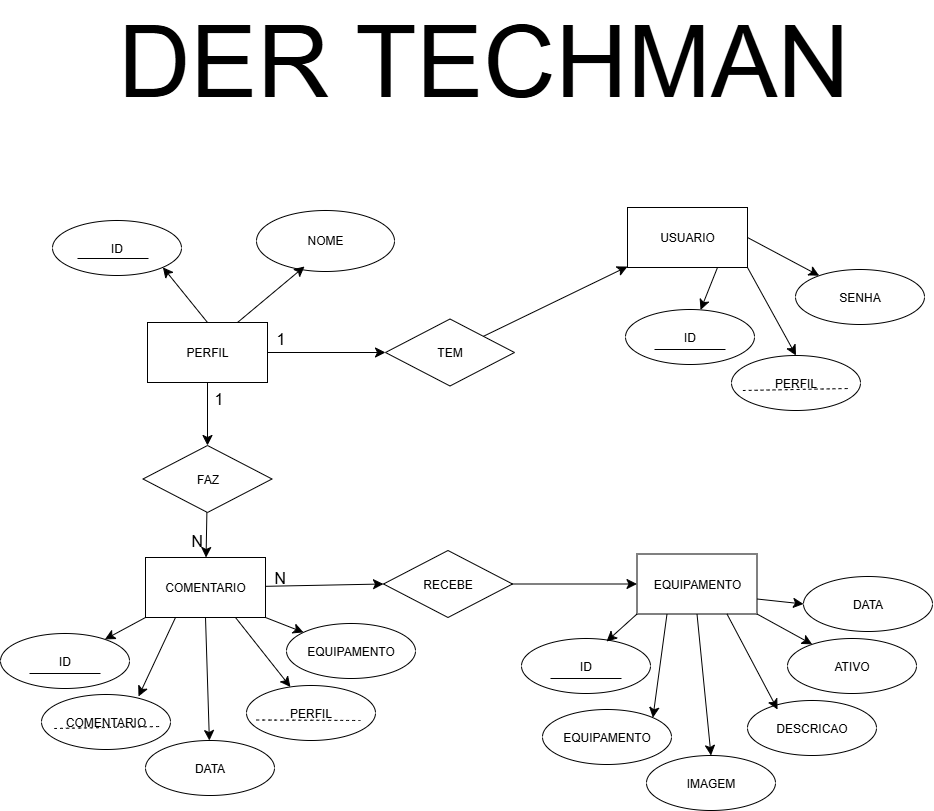 DER TECHMAN
ID
NOME
USUARIO
SENHA
PERFIL
1
TEM
ID
PERFIL
1
FAZ
N
COMENTARIO
N
RECEBE
EQUIPAMENTO
DATA
ID
EQUIPAMENTO
ID
ATIVO
COMENTARIO
PERFIL
EQUIPAMENTO
DESCRICAO
DATA
IMAGEM